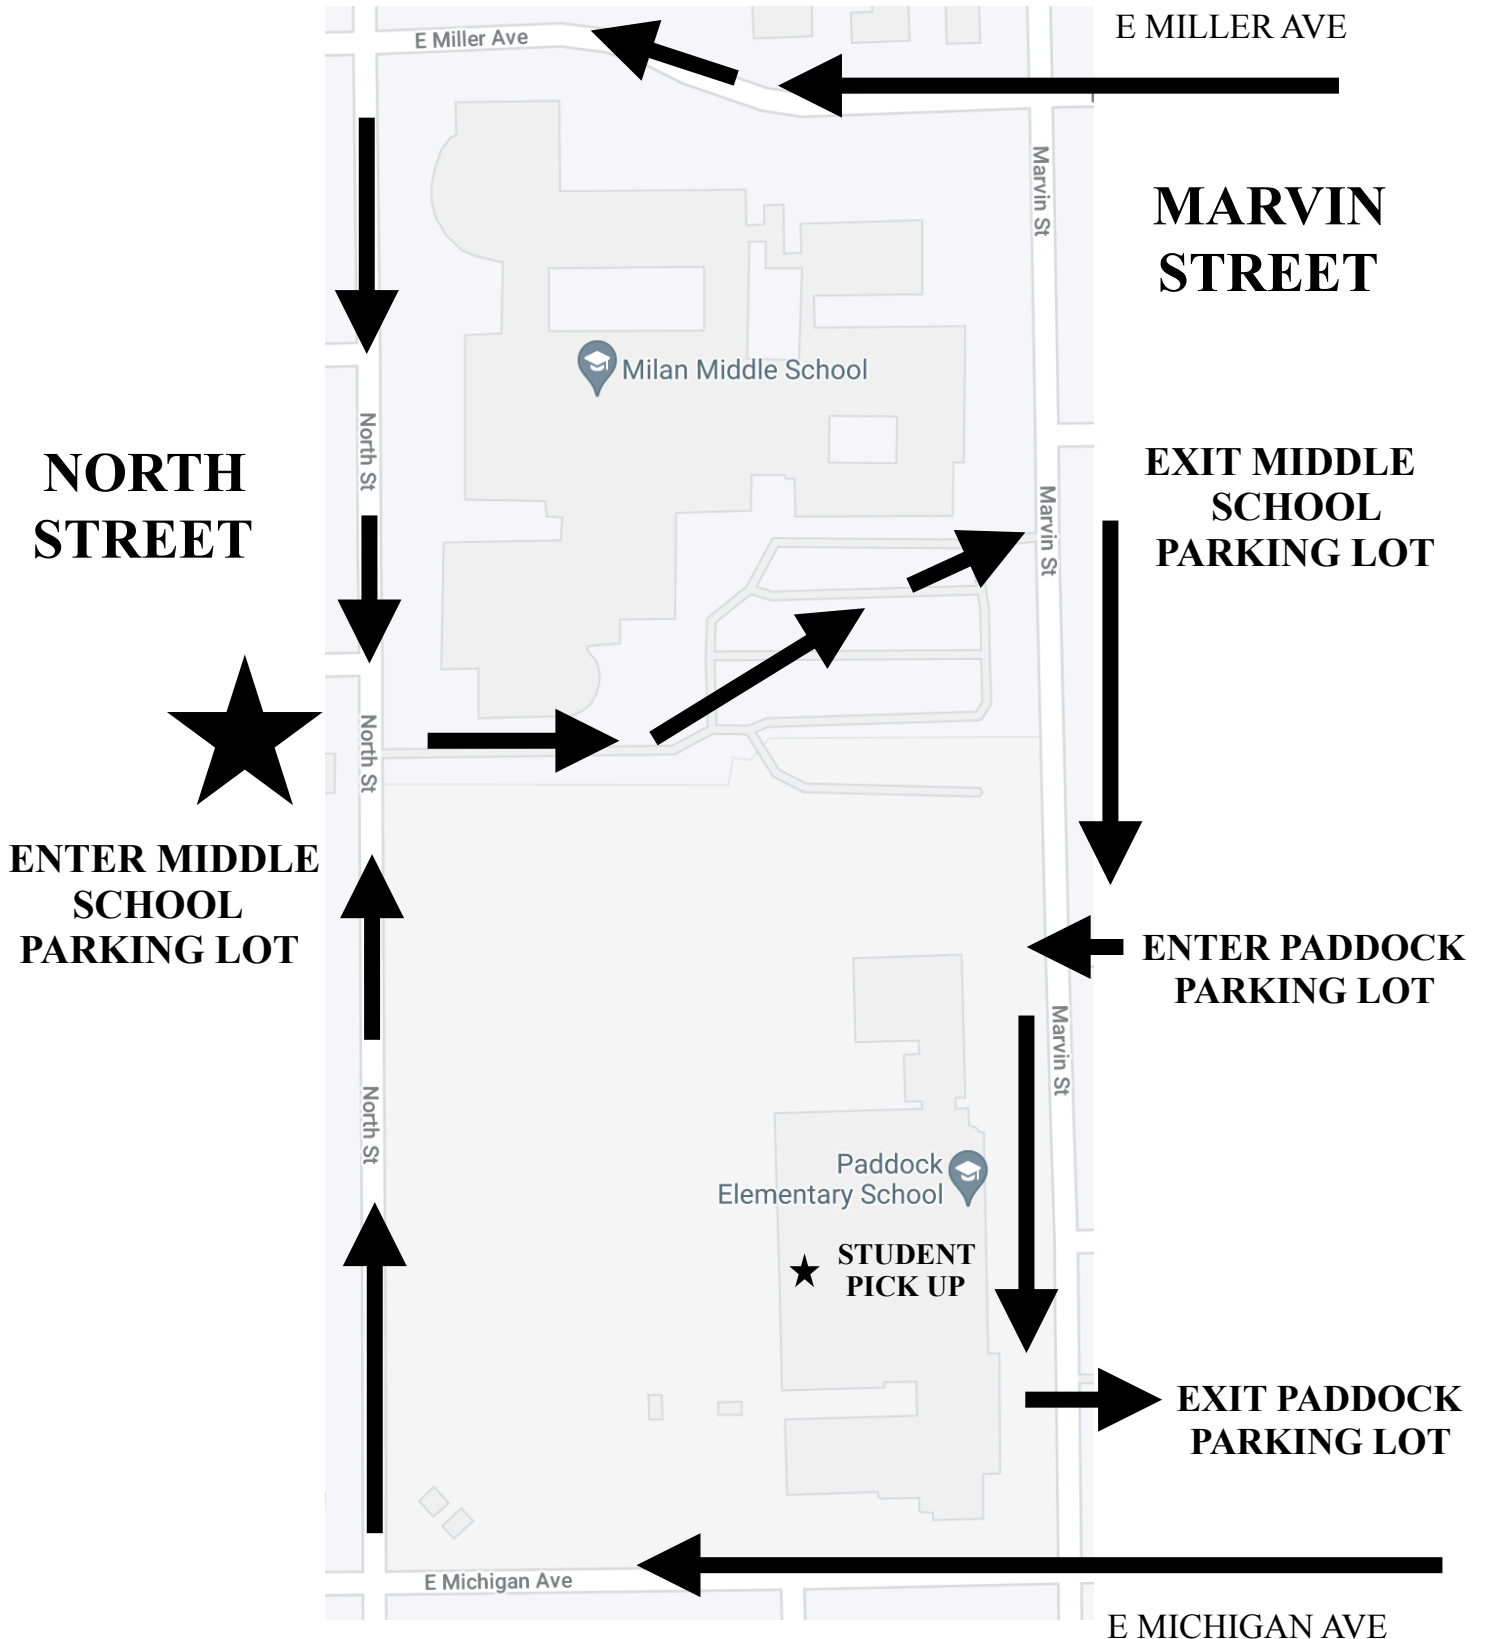 E MILLER AVE
E Miller Ave
Marvin St
MARVIN
STREET
Milan Middle School
North St
NORTH
STREET
EXIT MIDDLE
SCHOOL
PARKING LOT
Marvin St
North St
ENTER MIDDLE
SCHOOL
PARKING LOT
ENTER PADDOCK
PARKING LOT
Marvin St
North St
Paddock
Elementary School
STUDENT
PICK UP
EXIT PADDOCK
PARKING LOT
E Michigan Ave
E MICHIGAN AVE